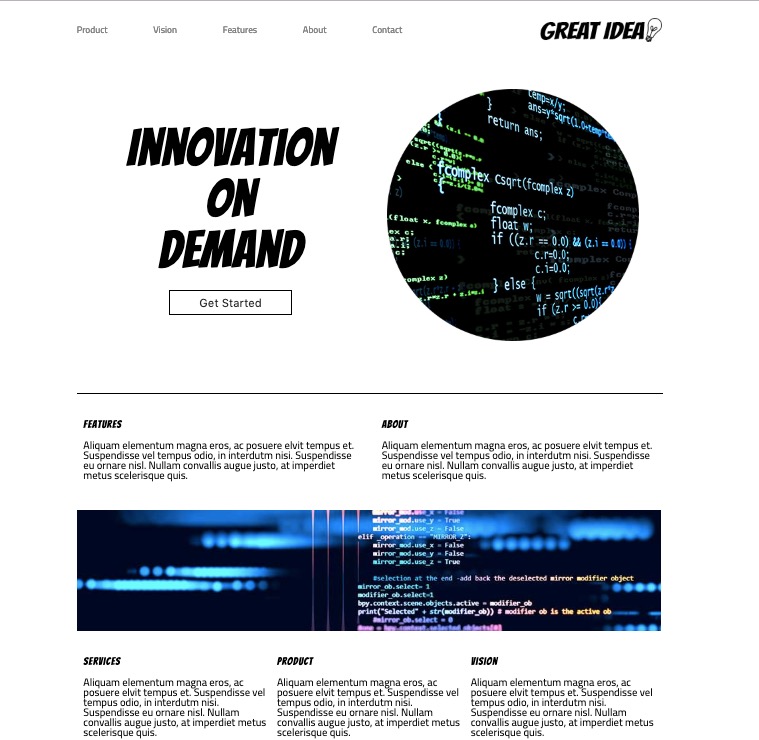 Product Vision Features About Contact
GREAT IDEA
INNOVATION
ON
DEMAND
Get Started
}
temp=x/y;
ans=y*sqrt(1.0+temp*
return ans;
fcomplex Csqrt(fcomplex z)
{
fcomplex c;
float w;
if ((z.r == 0.0) && (z.i == 0.0)) {
c.r=0.0;
c.i=0.0;
} else {
w = sqrt((sqrt(z.r*
if (z.r >= 0.0)
(float x, fcomplex a)
complex z)
FEATURES
Aliquam elementum magna eros, ac posuere elvit tempus et.
Suspendisse vel tempus odio, in interdutm nisi. Suspendisse
eu ornare nisl. Nullam convallis augue justo, at imperdiet
metus scelerisque quis.
ABOUT
Aliquam elementum magna eros, ac posuere elvit tempus et.
Suspendisse vel tempus odio, in interdutm nisi. Suspendisse
eu ornare nisl. Nullam convallis augue justo, at imperdiet
metus scelerisque quis.
mirror_mod.use_x = False
mirror_mod.use_y = True
mirror_mod.use_z = False
elif _operation == "MIRROR_Z":
mirror_mod.use_x = False
mirror_mod.use_y = False
mirror_mod.use_z = True
#selection at the end -add back the deselected mirror modifier object
mirror_ob.select= 1
modifier_ob.select=1
bpy.context.scene.objects.active = modifier_ob
print("Selected" + str(modifier_ob)) # modifier ob is the active ob
#mirror_ob.select = 0
= bpy.context.selected_objects[0]
SERVICES
Aliquam elementum magna eros, ac
posuere elvit tempus et. Suspendisse vel
tempus odio, in interdutm nisi.
Suspendisse eu ornare nisl. Nullam
convallis augue justo, at imperdiet metus
scelerisque quis.
PRODUCT
Aliquam elementum magna eros, ac
posuere elvit tempus et. Suspendisse vel
tempus odio, in interdutm nisi.
Suspendisse eu ornare nisl. Nullam
convallis augue justo, at imperdiet metus
scelerisque quis.
VISION
Aliquam elementum magna eros, ac
posuere elvit tempus et. Suspendisse vel
tempus odio, in interdutm nisi.
Suspendisse eu ornare nisl. Nullam
convallis augue justo, at imperdiet metus
scelerisque quis.